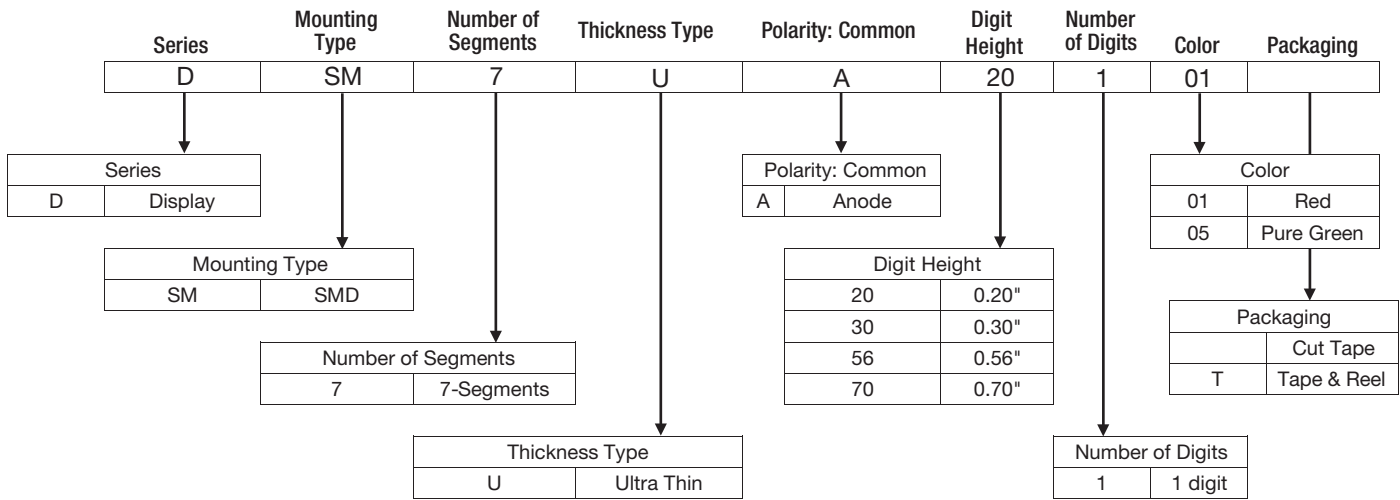 Series Mounting Type Number of Segments Thickness Type Polarity: Common Digit Height Number of Digits Color Packaging
D SM 7 U A 20 1 01
Series
D Display
Mounting Type
SM SMD
Number of Segments
7 7-Segments
Thickness Type
U Ultra Thin
Polarity: Common
A Anode
Digit Height
20 0.20"
30 0.30"
56 0.56"
70 0.70"
Number of Digits
1 1 digit
Color
01 Red
05 Pure Green
Packaging
Cut Tape
T Tape & Reel